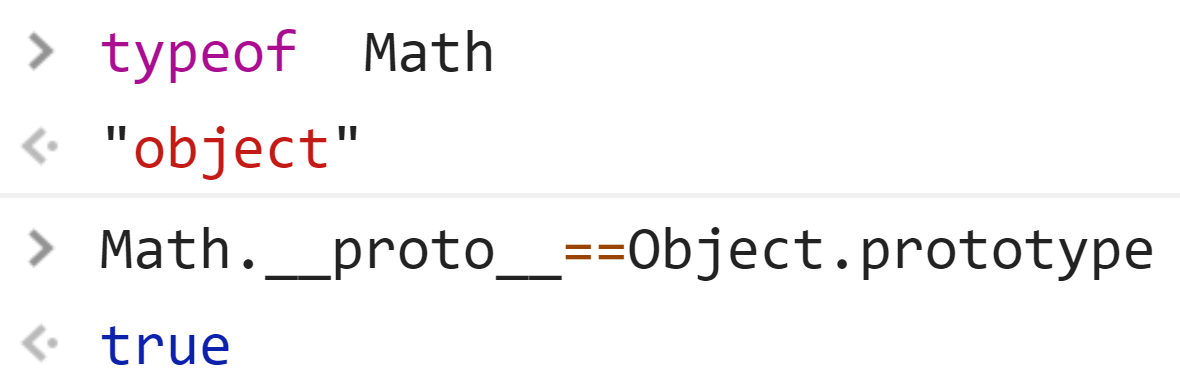 > typeof  Math
<· "object"
> Math.__proto__==Object.prototype
<· true